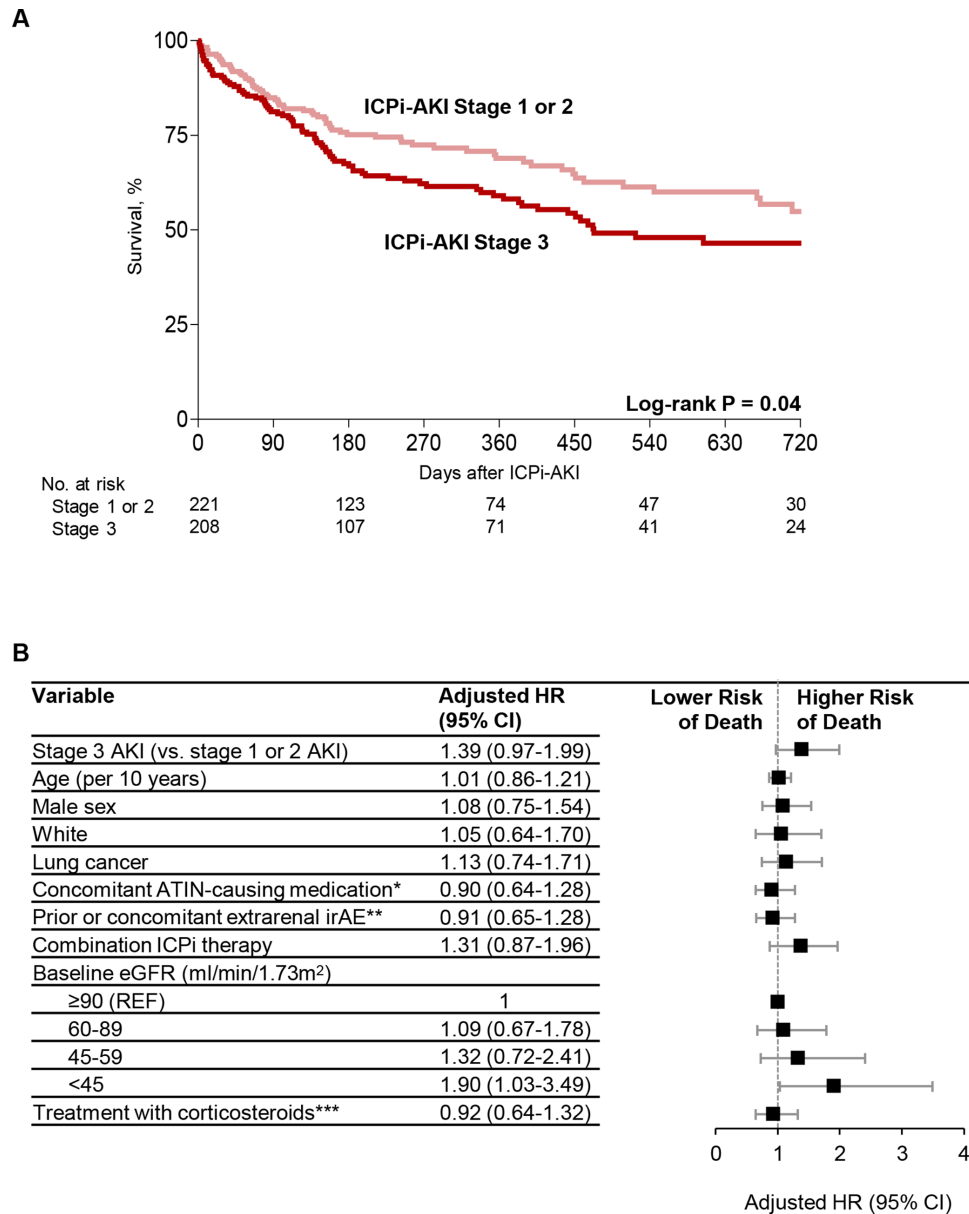 A
100
75
50
25
0
Survival, %
ICPi-AKI Stage 1 or 2
ICPi-AKI Stage 3
Log-rank P = 0.04
0 90 180 270 360 450 540 630 720
Days after ICPi-AKI
No. at risk
Stage 1 or 2 221 123 74 47 30
Stage 3 208 107 71 41 24
B
Variable Adjusted HR (95% CI) Lower Risk of Death Higher Risk of Death
Stage 3 AKI (vs. stage 1 or 2 AKI) 1.39 (0.97-1.99)
Age (per 10 years) 1.01 (0.86-1.21)
Male sex 1.08 (0.75-1.54)
White 1.05 (0.64-1.70)
Lung cancer 1.13 (0.74-1.71)
Concomitant ATIN-causing medication* 0.90 (0.64-1.28)
Prior or concomitant extrarenal irAE** 0.91 (0.65-1.28)
Combination ICPi therapy 1.31 (0.87-1.96)
Baseline eGFR (ml/min/1.73m²)
≥90 (REF) 1
60-89 1.09 (0.67-1.78)
45-59 1.32 (0.72-2.41)
<45 1.90 (1.03-3.49)
Treatment with corticosteroids*** 0.92 (0.64-1.32)
0 1 2 3 4
Adjusted HR (95% CI)